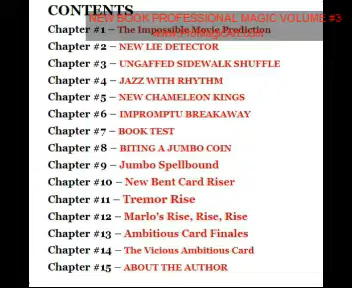 CONTENTS
NEW BOOK PROFESSIONAL MAGIC VOLUME #3
Chapter #1 – The Impossible Movie Prediction
Chapter #2 – NEW LIE DETECTOR
Chapter #3 – UNGAFFED SIDEWALK SHUFFLE
Chapter #4 – JAZZ WITH RHYTHM
Chapter #5 – NEW CHAMELEON KINGS
Chapter #6 – IMPROMPTU BREAKAWAY
Chapter #7 – BOOK TEST
Chapter #8 – BITING A JUMBO COIN
Chapter #9 – Jumbo Spellbound
Chapter #10 – New Bent Card Riser
Chapter #11 – Tremor Rise
Chapter #12 – Marlo's Rise, Rise, Rise
Chapter #13 – Ambitious Card Finales
Chapter #14 – The Vicious Ambitious Card
Chapter #15 – ABOUT THE AUTHOR